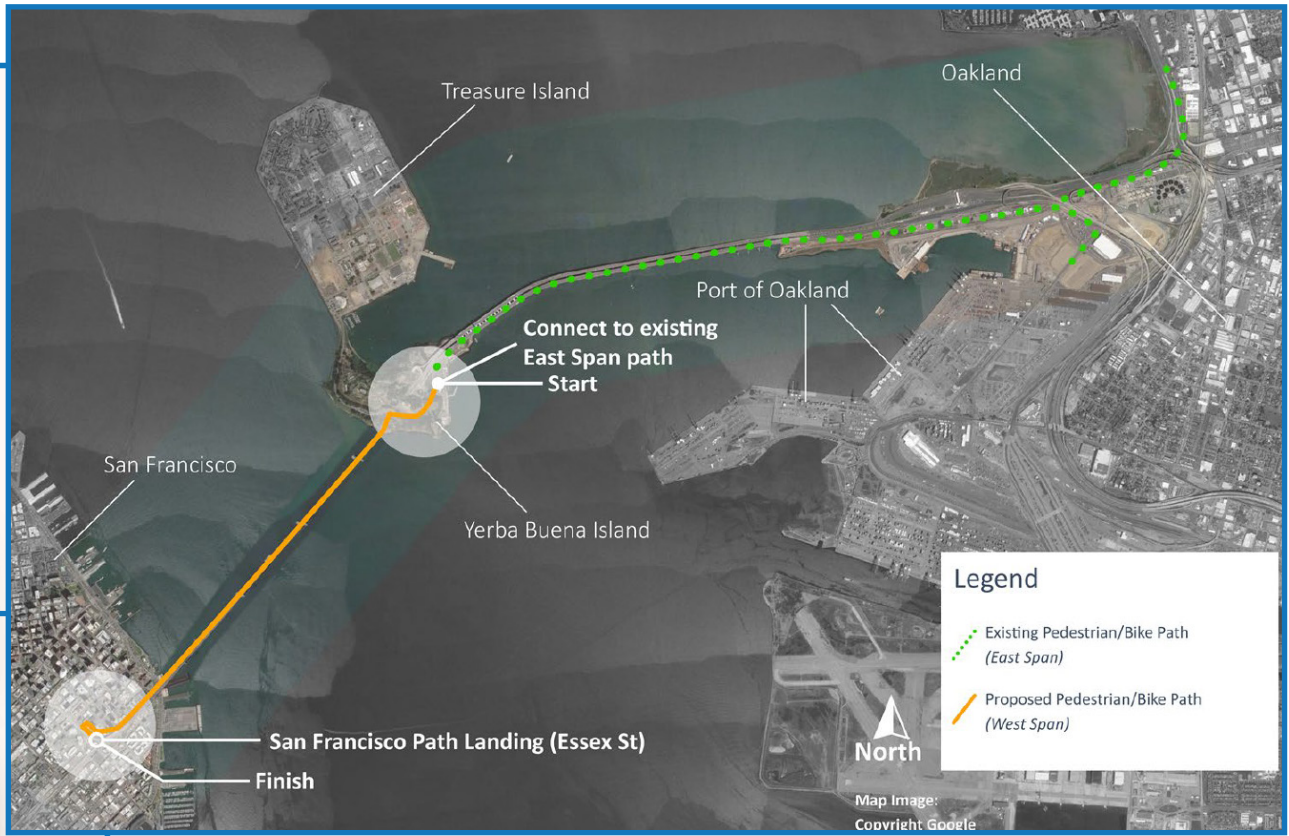 Oakland
Treasure Island
Port of Oakland
Connect to existing
East Span path
Start
San Francisco
Yerba Buena Island
Legend
Existing Pedestrian/Bike Path
(East Span)
Proposed Pedestrian/Bike Path
(West Span)
San Francisco Path Landing (Essex St)
North
Finish
Map Image:
Copyright Google